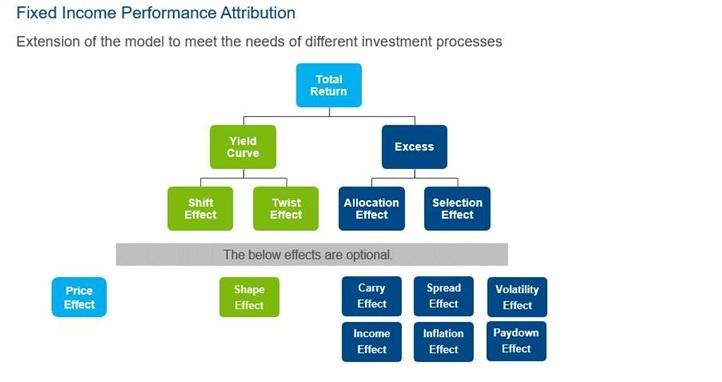 Fixed Income Performance Attribution
Extension of the model to meet the needs of different investment processes
Total
Return
Yield
Curve
Excess
Shift
Effect
Twist
Effect
Allocation
Effect
Selection
Effect
The below effects are optional.
Price
Effect
Shape
Effect
Carry
Effect
Spread
Effect
Volatility
Effect
Income
Effect
Inflation
Effect
Paydown
Effect